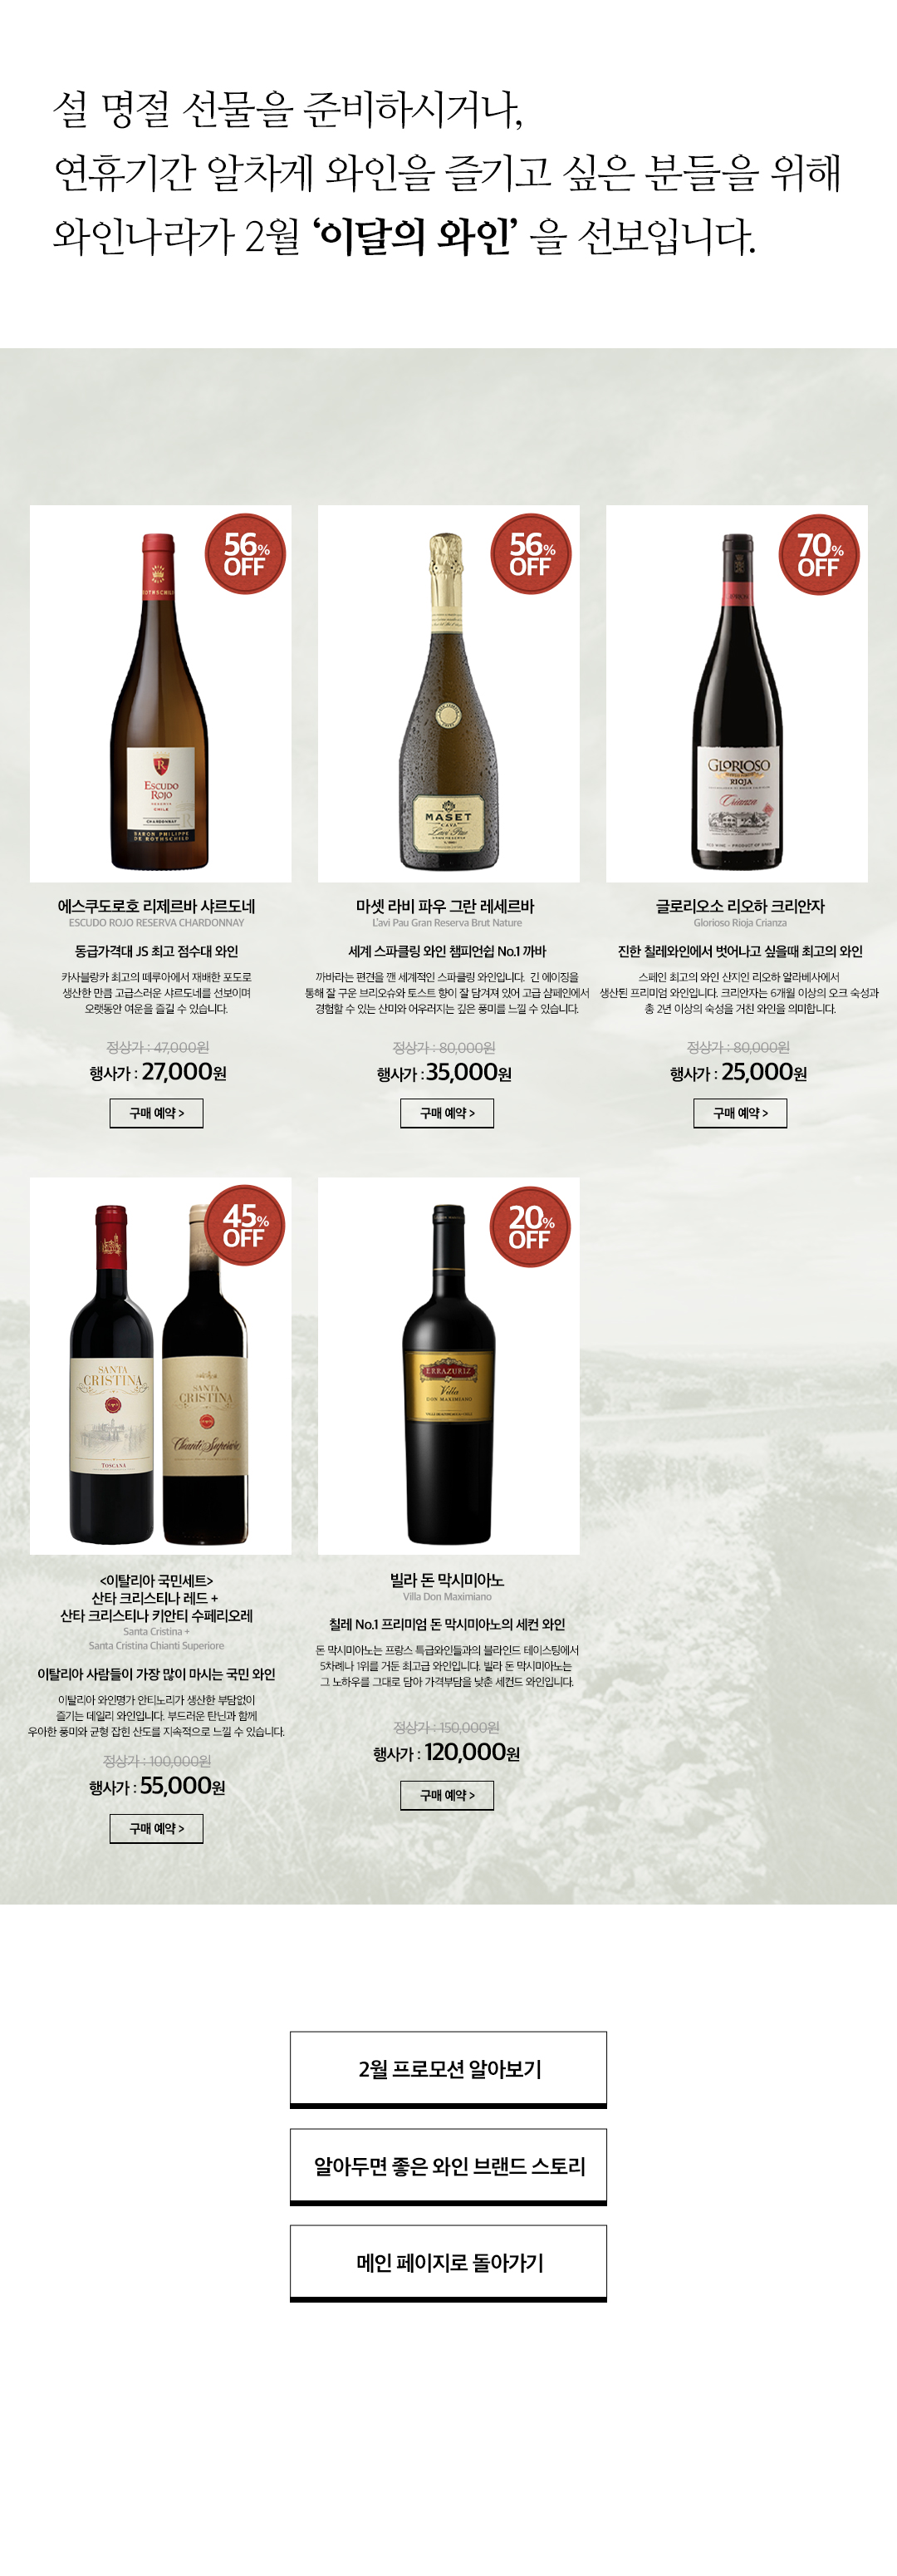 설 명절 선물을 준비하시거나,
연휴기간 알차게 와인을 즐기고 싶은 분들을 위해
와인나라가 2월 ‘이달의 와인’ 을 선보입니다.
56%
OFF
ROTHSCHILD
R
ESCUDO
ROJO
RESERVA
CHILE
CHARDONNAY
BARON PHILIPPE
DE ROTHSCHILD
에스쿠도로호 리제르바 샤르도네
ESCUDO ROJO RESERVA CHARDONNAY
동급가격대 JS 최고 점수대 와인
카사블랑카 최고의 떼루아에서 재배한 포도로
생산한 만큼 고급스러운 샤르도네를 선보이며
오랫동안 여운을 즐길 수 있습니다.
정상가 : 47,000원
행사가 : 27,000원
구매 예약 >
56%
OFF
MASET
CAVA
L'avi Pau
GRAN RESERVA
마셋 라비 파우 그란 레세르바
L'avi Pau Gran Reserva Brut Nature
세계 스파클링 와인 챔피언쉽 No.1 까바
까바라는 편견을 깬 세계적인 스파클링 와인입니다. 긴 에이징을
통해 잘 구운 브리오슈와 토스트 향이 잘 담겨져 있어 고급 샴페인에서
경험할 수 있는 산미와 어우러지는 깊은 풍미를 느낄 수 있습니다.
정상가 : 80,000원
행사가 :35,000원
구매 예약 >
70%
OFF
GLORIOSO
RIOJA
Crianza
RED WINE • PRODUCT OF SPAIN
글로리오소 리오하 크리안자
Glorioso Rioja Crianza
진한 칠레와인에서 벗어나고 싶을때 최고의 와인
스페인 최고의 와인 산지인 리오하 알라베사에서
생산된 프리미엄 와인입니다. 크리안자는 6개월 이상의 오크 숙성과
총 2년 이상의 숙성을 거친 와인을 의미합니다.
정상가 : 80,000원
행사가 : 25,000원
구매 예약 >
45%
OFF
SANTA
CRISTINA
TOSCANA
SANTA
CRISTINA
Chianti Superiore
<이탈리아 국민세트>
산타 크리스티나 레드 +
산타 크리스티나 키안티 수페리오레
Santa Cristina +
Santa Cristina Chianti Superiore
이탈리아 사람들이 가장 많이 마시는 국민 와인
이탈리아 와인명가 안티노리가 생산한 부담없이
즐기는 데일리 와인입니다. 부드러운 탄닌과 함께
우아한 풍미와 균형 잡힌 산도를 지속적으로 느낄 수 있습니다.
정상가 : 100,000원
행사가 : 55,000원
구매 예약 >
20%
OFF
ERRAZURIZ
Villa
DON MAXIMIANO
빌라 돈 막시미아노
Villa Don Maximiano
칠레 No.1 프리미엄 돈 막시미아노의 세컨 와인
돈 막시미아노는 프랑스 특급와인들과의 블라인드 테이스팅에서
5차례나 1위를 거둔 최고급 와인입니다. 빌라 돈 막시미아노는
그 노하우를 그대로 담아 가격부담을 낮춘 세컨드 와인입니다.
정상가 : 150,000원
행사가 : 120,000원
구매 예약 >
2월 프로모션 알아보기
알아두면 좋은 와인 브랜드 스토리
메인 페이지로 돌아가기